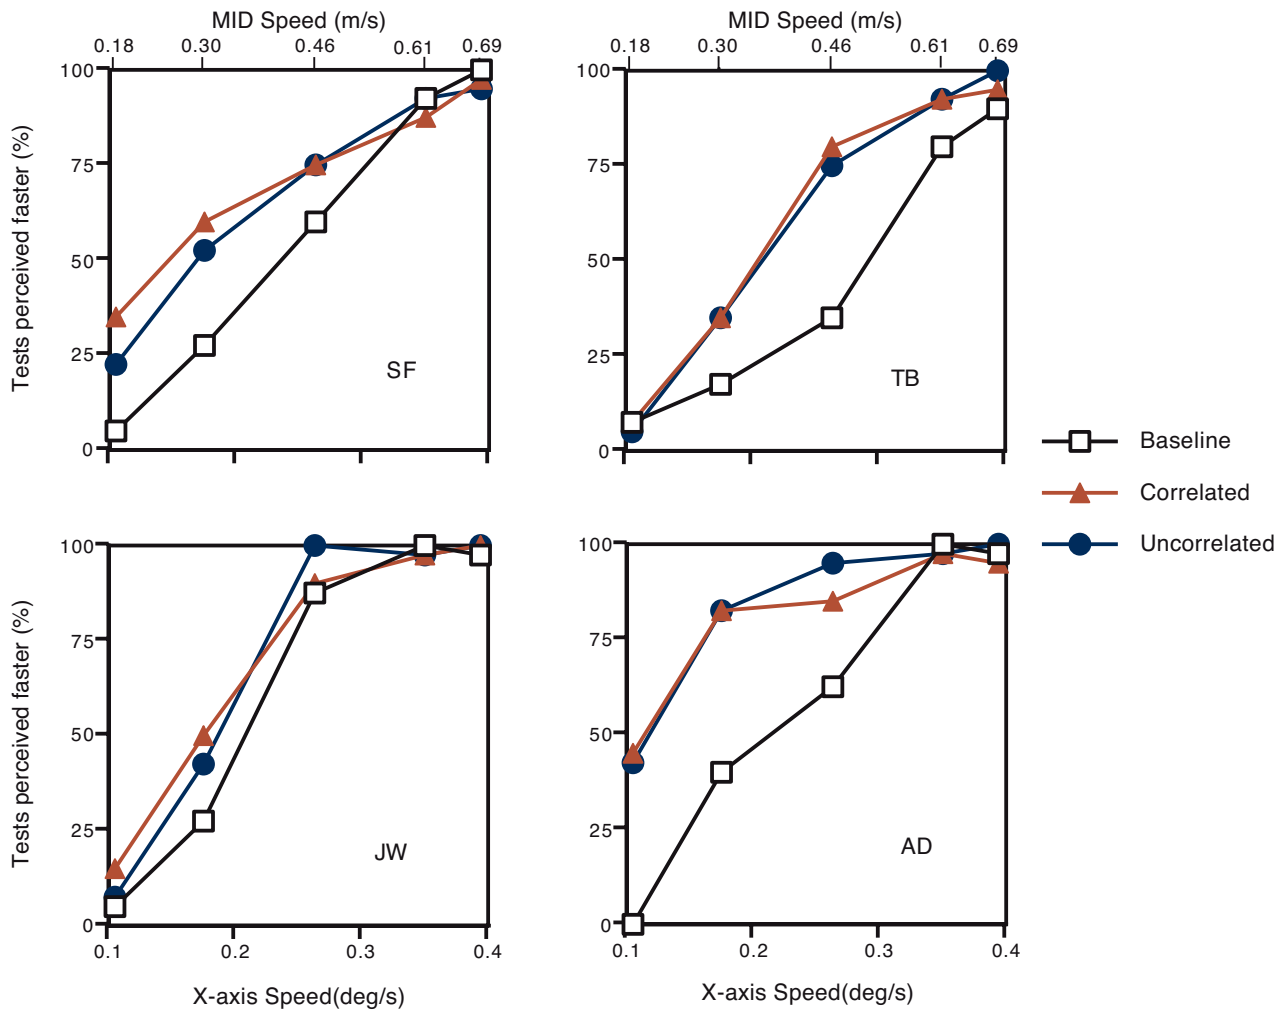 MID Speed (m/s)
0.18 0.30 0.46 0.61 0.69
MID Speed (m/s)
0.18 0.30 0.46 0.61 0.69
Tests perceived faster (%)
100
75
50
25
0
SF
100
75
50
25
0
TB
Baseline
Correlated
Uncorrelated
Tests perceived faster (%)
100
75
50
25
0
JW
0.1 0.2 0.3 0.4
X-axis Speed(deg/s)
100
75
50
25
0
AD
0.1 0.2 0.3 0.4
X-axis Speed(deg/s)